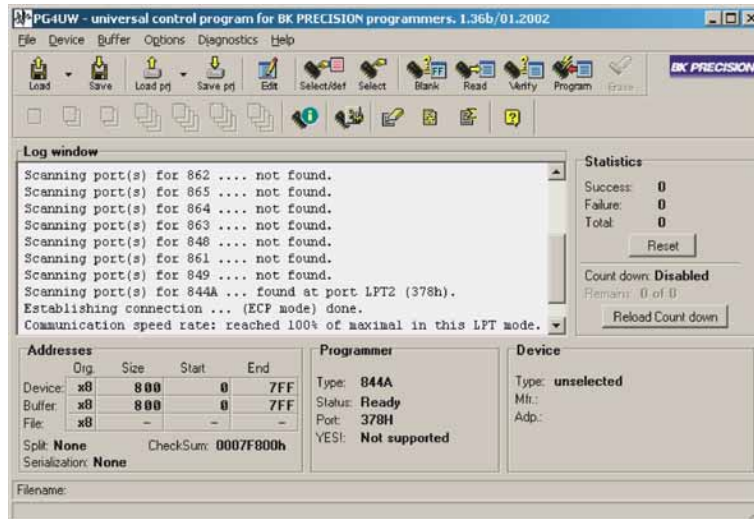 PG4UW - universal control program for BK PRECISION programmers. 1.36b/01.2002
File Device Buffer Options Diagnostics Help
Load Save Load prj Save prj Edit Select/def Select Blank Read Verify Program Erase
BK PRECISION
Log window
Scanning port(s) for 862 .... not found.
Scanning port(s) for 865 .... not found.
Scanning port(s) for 864 .... not found.
Scanning port(s) for 863 .... not found.
Scanning port(s) for 848 .... not found.
Scanning port(s) for 861 .... not found.
Scanning port(s) for 849 .... not found.
Scanning port(s) for 844A ... found at port LPT2 (378h).
Establishing connection ... (ECP mode) done.
Communication speed rate: reached 100% of maximal in this LPT mode.
Statistics
Success: 0
Failure: 0
Total: 0
Reset
Count down: Disabled
Remains: 0 of 0
Reload Count down
Addresses
Org. Size Start End
Device: x8 800 0 7FF
Buffer: x8 800 0 7FF
File: x8 - - -
Split: None CheckSum: 0007F800h
Serialization: None
Programmer
Type: 844A
Status: Ready
Port: 378H
YES!: Not supported
Device
Type: unselected
Mfr.:
Adp.:
Filename: